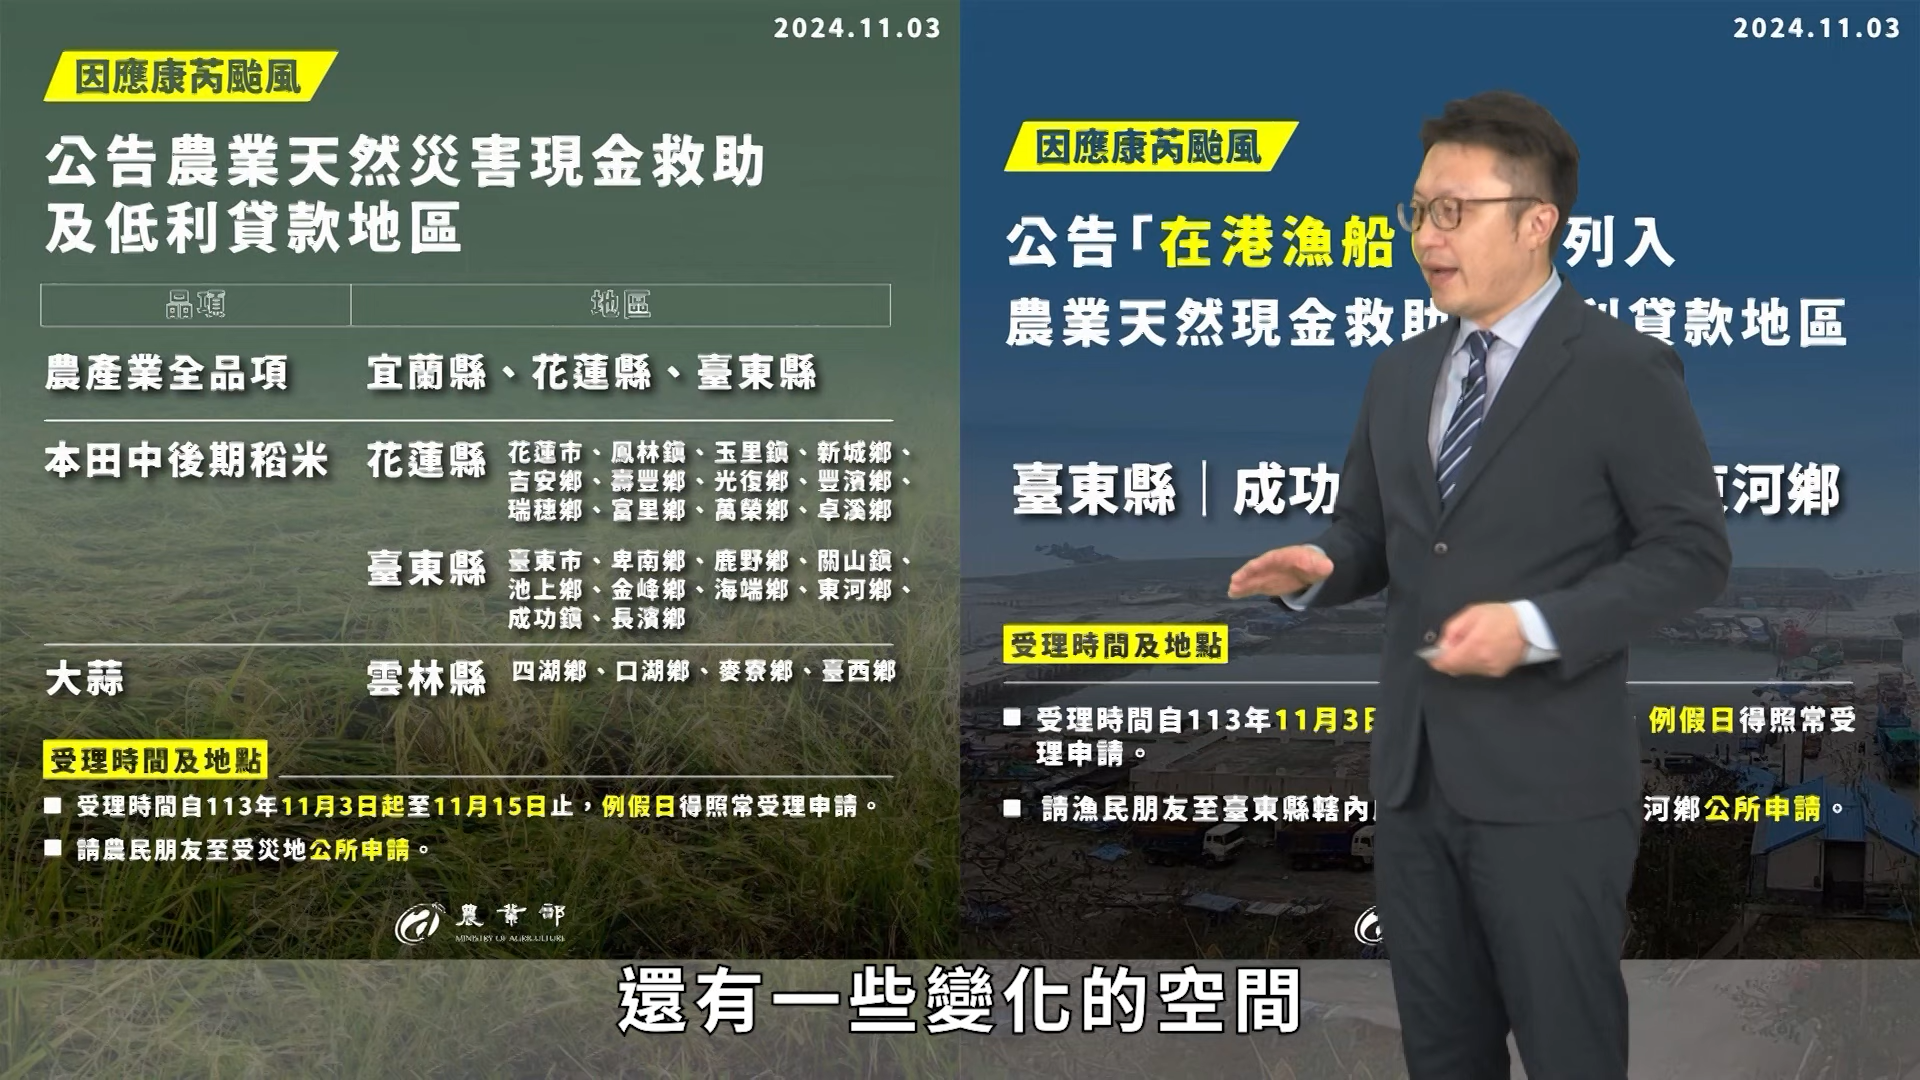 2024.11.03
因應康芮颱風
公告農業天然災害現金救助
及低利貸款地區
品項 地區
農產業全品項 宜蘭縣、花蓮縣、臺東縣
本田中後期稻米 花蓮縣 花蓮市、鳳林鎮、玉里鎮、新城鄉、
吉安鄉、壽豐鄉、光復鄉、豐濱鄉、
瑞穗鄉、富里鄉、萬榮鄉、卓溪鄉
臺東縣 臺東市、卑南鄉、鹿野鄉、關山鎮、
池上鄉、金峰鄉、海端鄉、東河鄉、
成功鎮、長濱鄉
大蒜 雲林縣 四湖鄉、口湖鄉、麥寮鄉、臺西鄉
受理時間及地點
■ 受理時間自113年11月3日起至11月15日止，例假日得照常受理申請。
■ 請農民朋友至受災地公所申請。
農業部
MINISTRY OF AGRICULTURE
2024.11.03
因應康芮颱風
公告「在港漁船 列入
農業天然現金救助 利貸款地區
臺東縣｜成功 河鄉
受理時間及地點
■ 受理時間自113年11月3日 例假日得照常受
理申請。
■ 請漁民朋友至臺東縣轄內 河鄉公所申請。
還有一些變化的空間